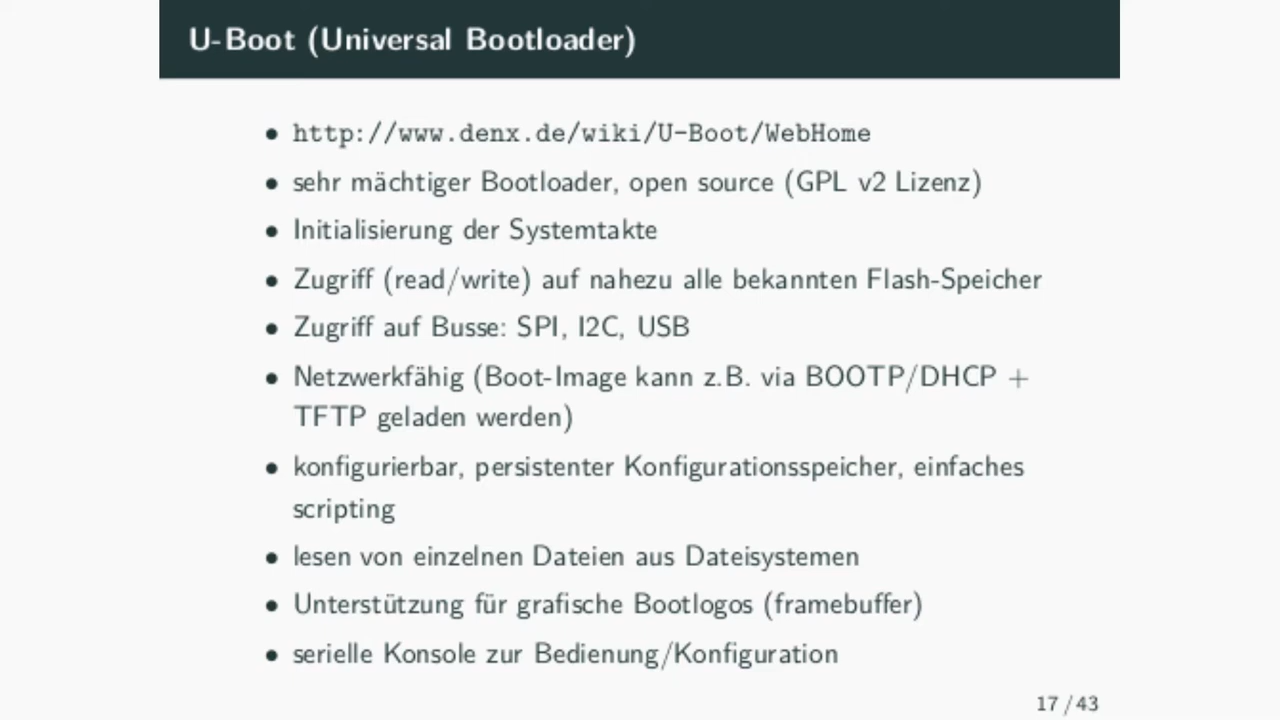 U-Boot (Universal Bootloader)
• http://www.denx.de/wiki/U-Boot/WebHome
• sehr mächtiger Bootloader, open source (GPL v2 Lizenz)
• Initialisierung der Systemtakte
• Zugriff (read/write) auf nahezu alle bekannten Flash-Speicher
• Zugriff auf Busse: SPI, I2C, USB
• Netzwerkfähig (Boot-Image kann z.B. via BOOTP/DHCP +
TFTP geladen werden)
• konfigurierbar, persistenter Konfigurationsspeicher, einfaches
scripting
• lesen von einzelnen Dateien aus Dateisystemen
• Unterstützung für grafische Bootlogos (framebuffer)
• serielle Konsole zur Bedienung/Konfiguration
17 / 43